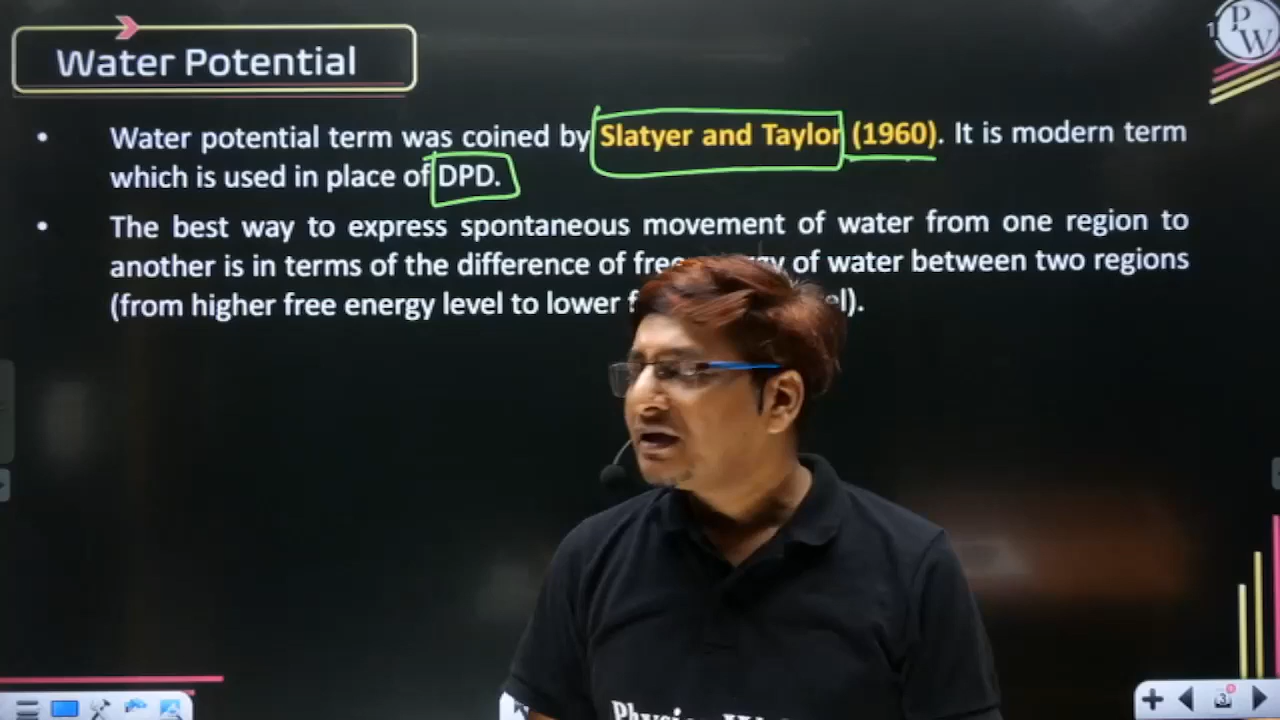 Water Potential
PW
• Water potential term was coined by Slatyer and Taylor (1960). It is modern term
which is used in place of DPD.
• The best way to express spontaneous movement of water from one region to
another is in terms of the difference of free of water between two regions
(from higher free energy level to lower
3